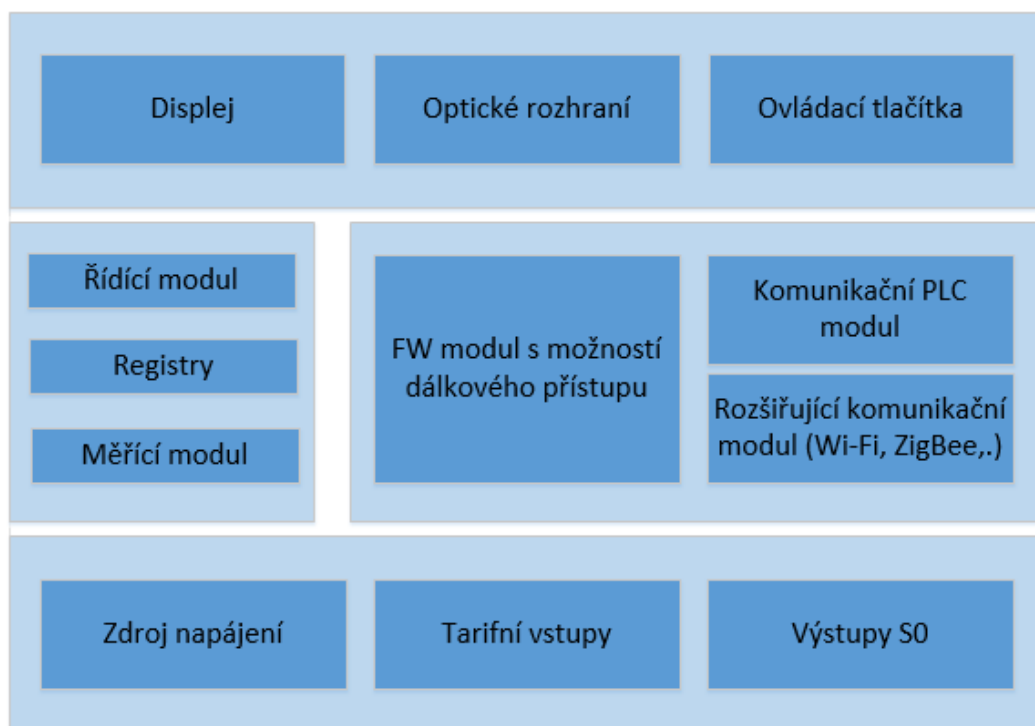 Displej
Optické rozhraní
Ovládací tlačítka
Řídící modul
Registry
Měřící modul
FW modul s možností
dálkového přístupu
Komunikační PLC
modul
Rozšiřující komunikační
modul (Wi-Fi, ZigBee,.)
Zdroj napájení
Tarifní vstupy
Výstupy S0